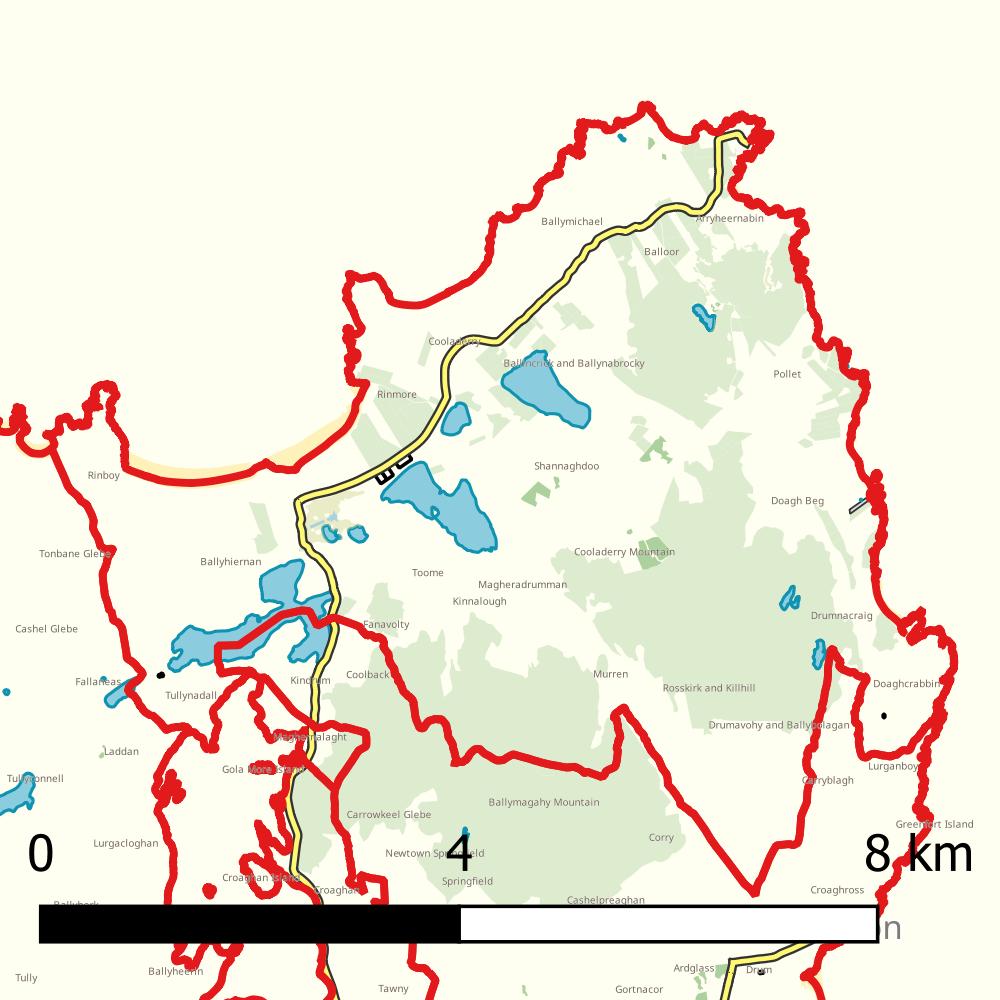 Ballymichael
Arryheernabin
Balloor
Cooladerry
Ballincrick and Ballynabrocky
Pollet
Rinmore
Shannaghdoo
Rinboy
Doagh Beg
Tonbane Glebe
Ballyhiernan
Cooladerry Mountain
Toome
Magheradrumman
Kinnalough
Drumnacraig
Cashel Glebe
Fanavolty
Fallaneas
Tullynadall
Kindrum
Coolback
Murren
Rosskirk and Killhill
Doaghcrabbin
Drumavohy and Ballybolagan
Magheralaght
Laddan
Gola More Island
Lurganboy
Tullyconnell
Carryblagh
Ballymagahy Mountain
Carrowkeel Glebe
Greenfort Island
Lurgacloghan
Corry
0
4
8 km
Newtown Springfield
Croaghan Island
Springfield
Croaghan
Croaghross
Cashelpreaghan
n
Tully
Ballyheerin
Ardglass
Drum
Tawny
Gortnacor